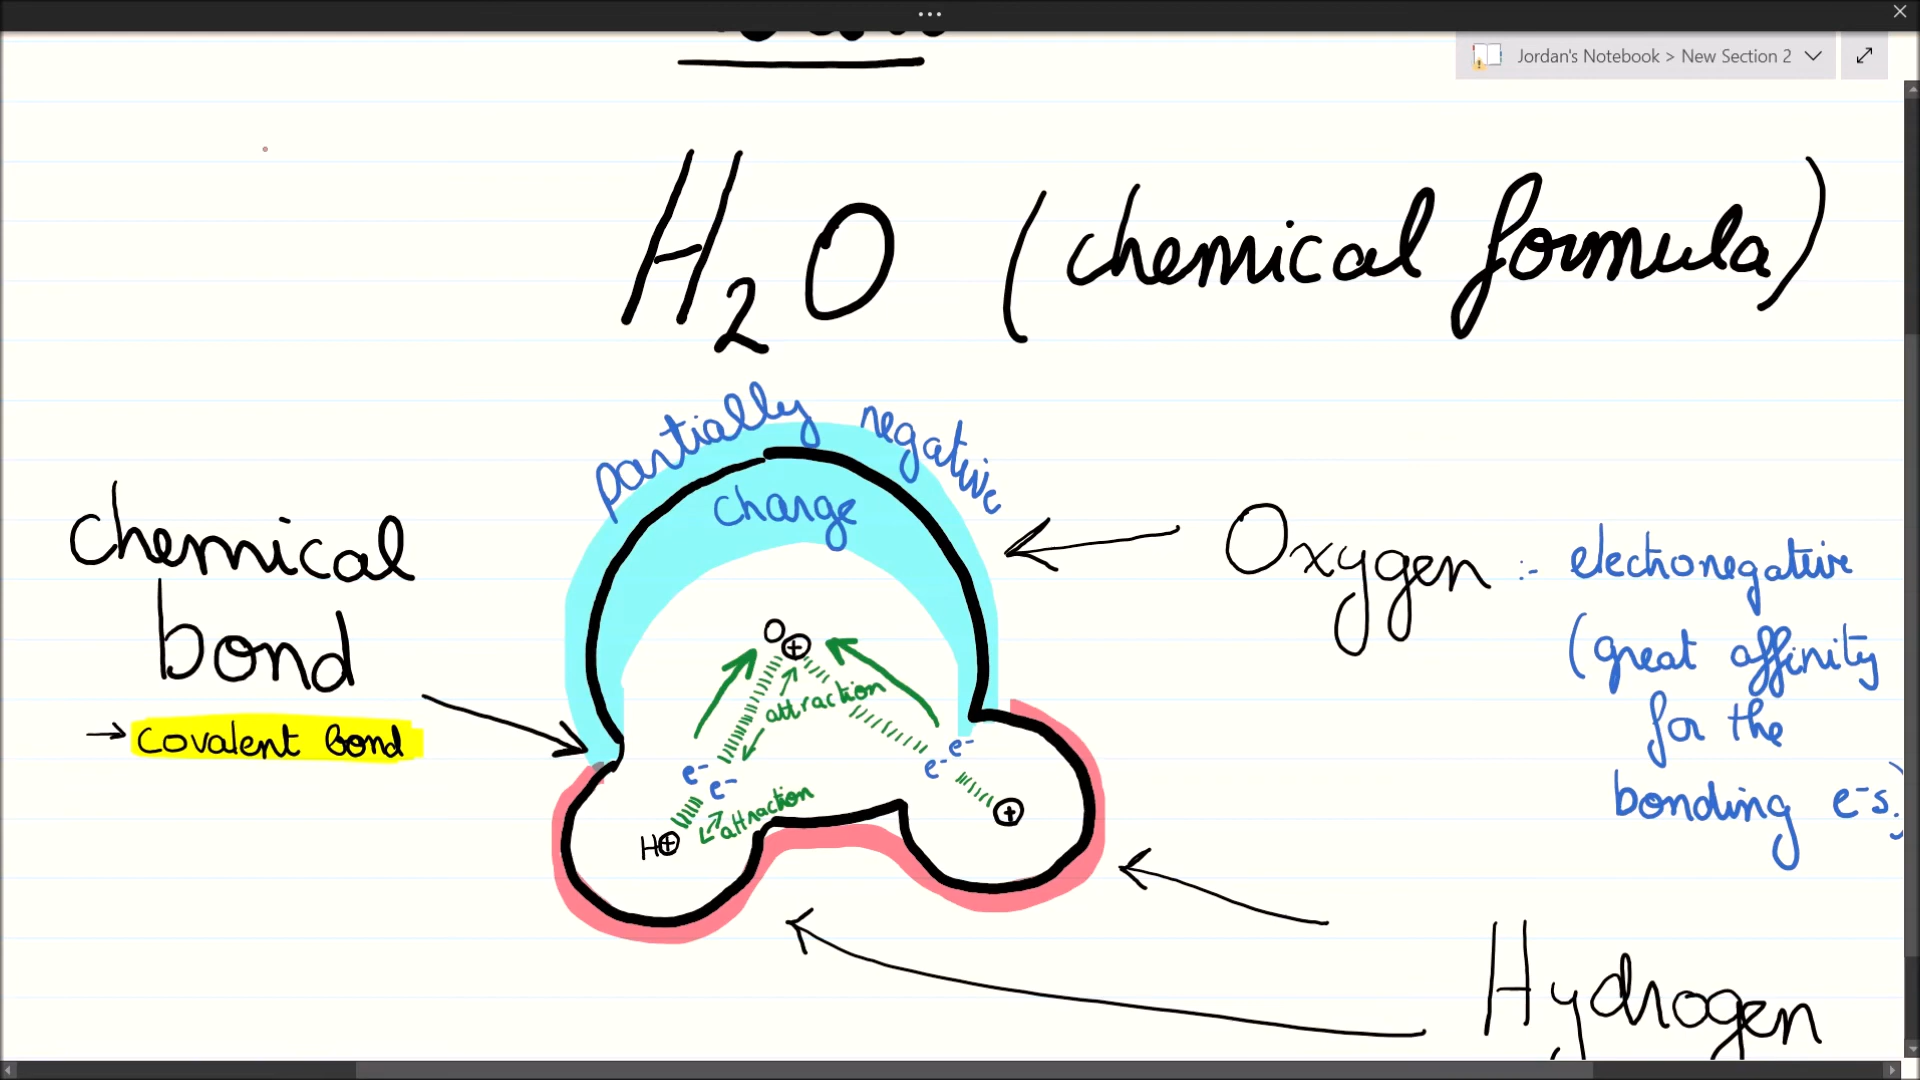 Jordan's Notebook > New Section 2
H2O (chemical formula)
partially negative
charge
chemical
bond
→ covalent bond
Oxygen :- electronegative
(great affinity
for the
bonding e-s.)
O +
attraction
e- e-
e- e-
attraction
H +
+
Hydrogen